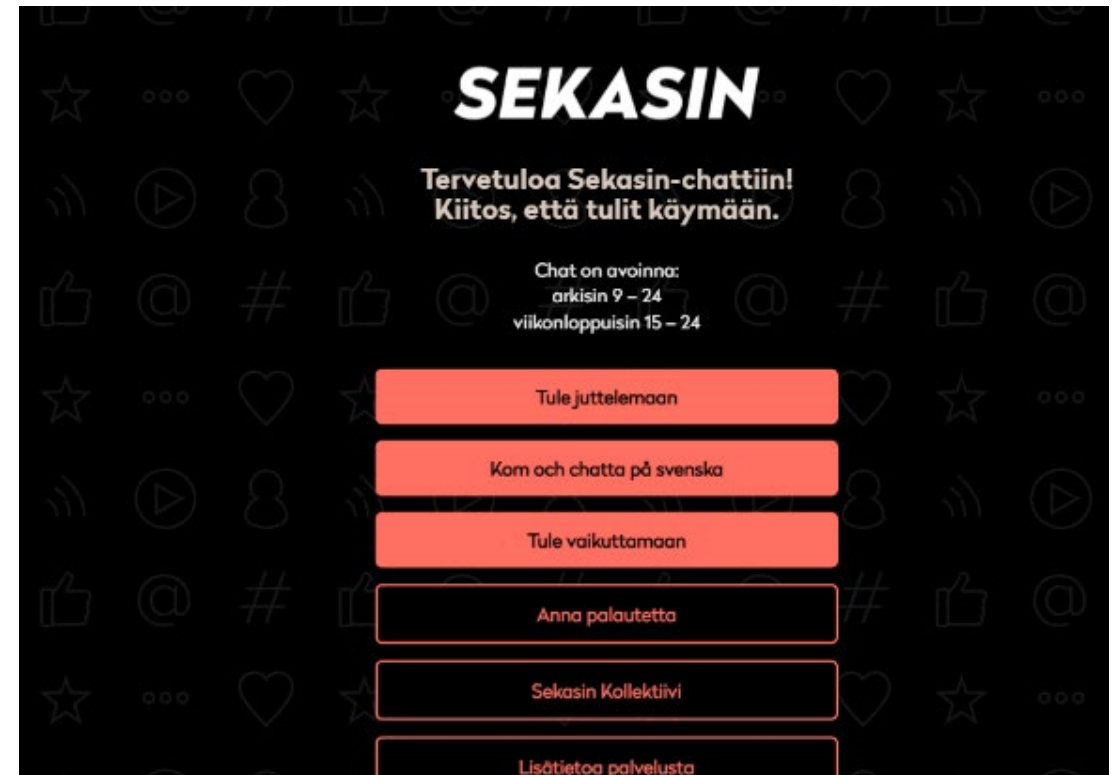 SEKASIN
Tervetuloa Sekasin-chattiin!
Kiitos, että tulit käymään.
Chat on avoinna:
arkisin 9 – 24
viikonloppuisin 15 – 24
Tule juttelemaan
Kom och chatta på svenska
Tule vaikuttamaan
Anna palautetta
Sekasin Kollektiivi
Lisätietoa palvelusta